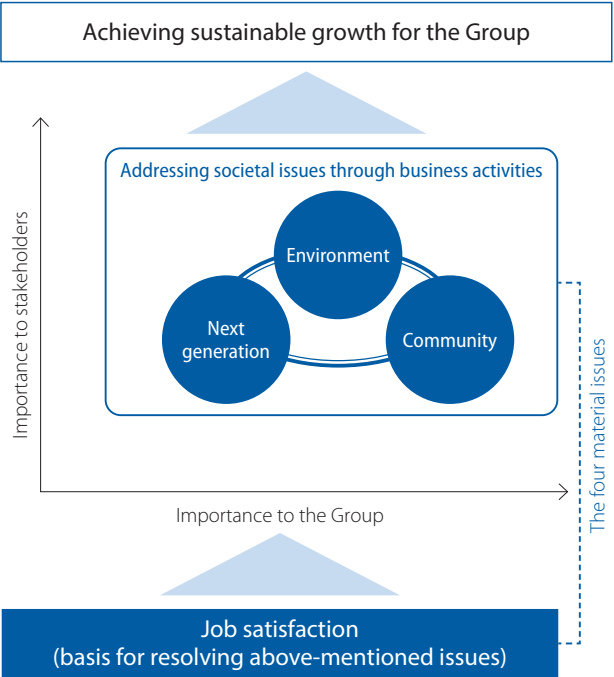 Achieving sustainable growth for the Group
Addressing societal issues through business activities
Environment
Next
generation
Community
Importance to stakeholders
Importance to the Group
The four material issues
Job satisfaction
(basis for resolving above-mentioned issues)